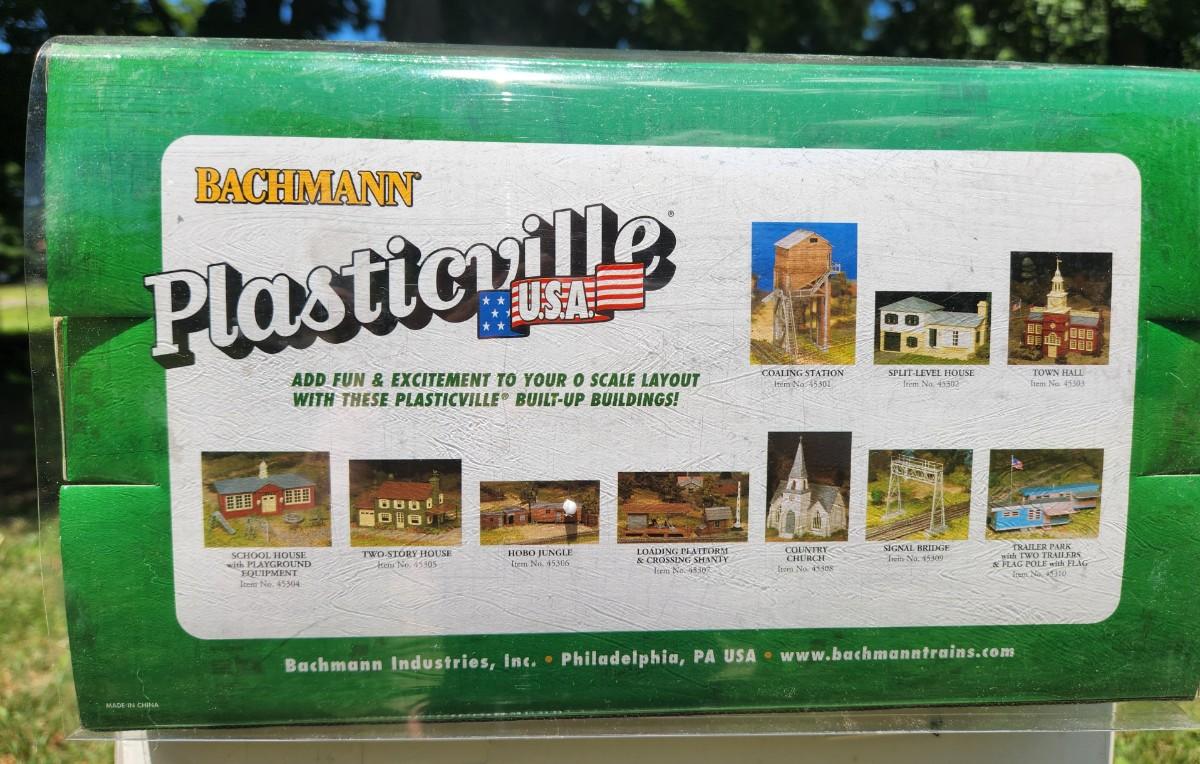 BACHMANN®
Plasticville®
U.S.A.
ADD FUN & EXCITEMENT TO YOUR O SCALE LAYOUT
WITH THESE PLASTICVILLE® BUILT-UP BUILDINGS!
COALING STATION
Item No. 45301
SPLIT-LEVEL HOUSE
Item No. 45302
TOWN HALL
Item No. 45303
SCHOOL HOUSE
with PLAYGROUND
EQUIPMENT
Item No. 45304
TWO-STORY HOUSE
Item No. 45305
HOBO JUNGLE
Item No. 45306
LOADING PLATFORM
& CROSSING SHANTY
Item No. 45307
COUNTRY
CHURCH
Item No. 45308
SIGNAL BRIDGE
Item No. 45309
TRAILER PARK
with TWO TRAILERS
& FLAG POLE with FLAG
Item No. 45310
Bachmann Industries, Inc. • Philadelphia, PA USA • www.bachmanntrains.com
MADE IN CHINA